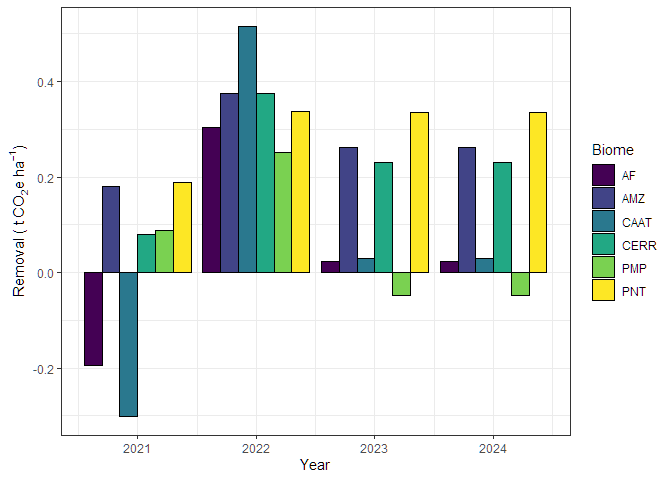 Removal ( t CO₂e ha⁻¹)
0.4
0.2
0.0
-0.2
2021 2022 2023 2024
Year
Biome
AF
AMZ
CAAT
CERR
PMP
PNT